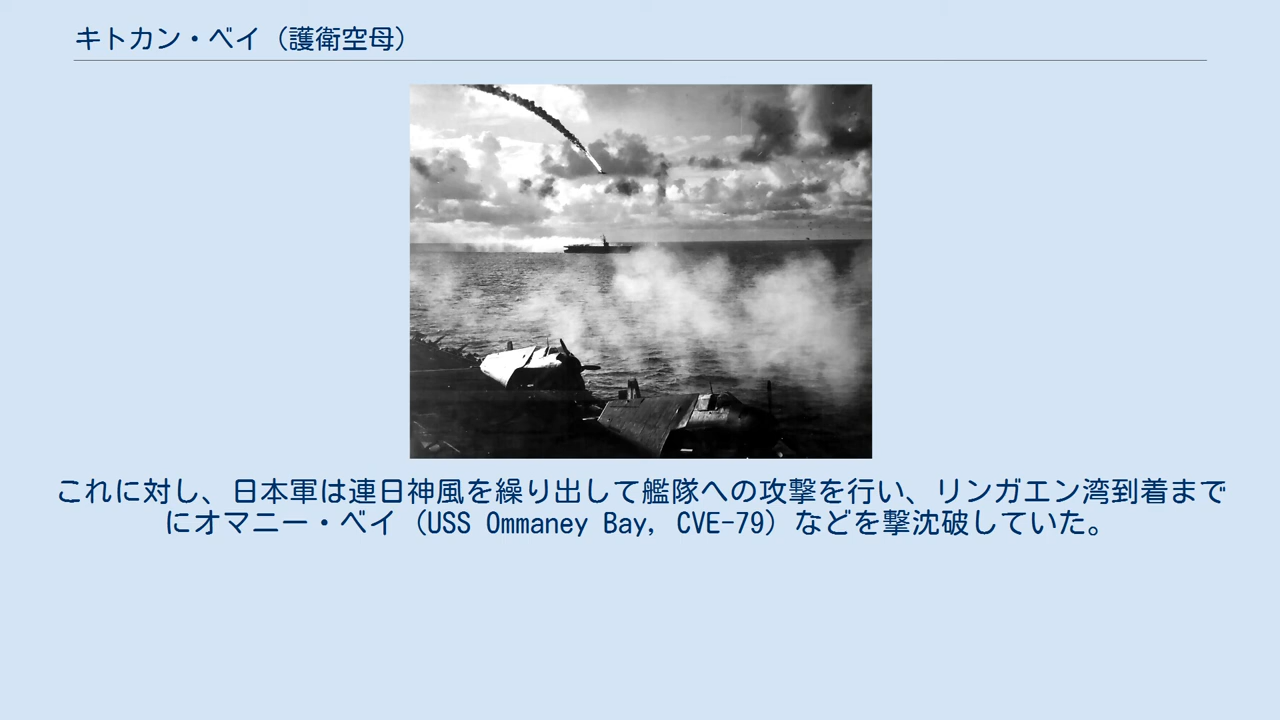 キトカン・ベイ（護衛空母）
これに対し、日本軍は連日神風を繰り出して艦隊への攻撃を行い、リンガエン湾到着まで
にオマニー・ベイ（USS Ommaney Bay, CVE-79）などを撃沈破していた。